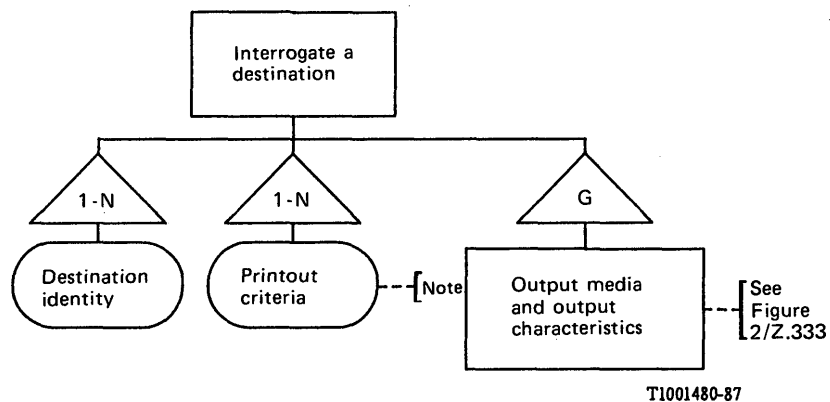 Interrogate a
destination
1-N
1-N
G
Destination
identity
Printout
criteria
Note
Output media
and output
characteristics
See
Figure
2/Z.333
T1001480-87